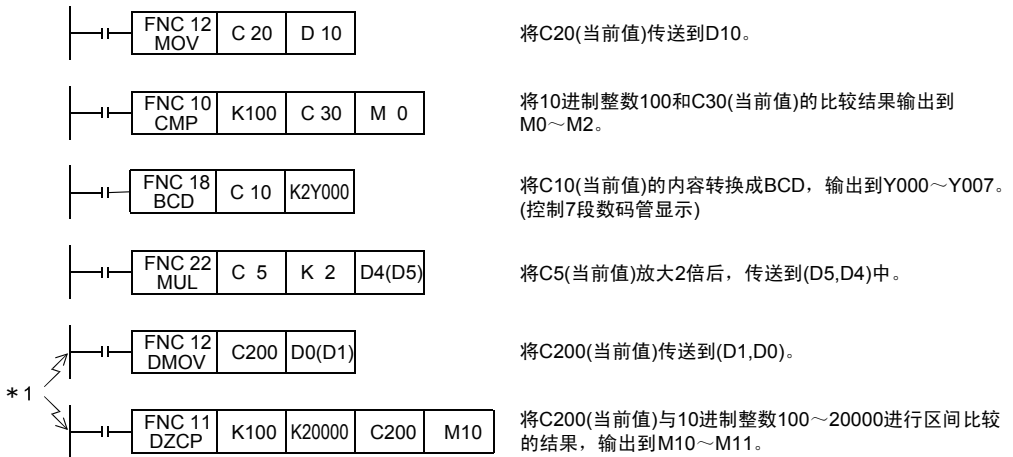 FNC 12 MOV C 20 D 10 将C20(当前值)传送到D10。
FNC 10 CMP K100 C 30 M 0 将10进制整数100和C30(当前值)的比较结果输出到
M0～M2。
FNC 18 BCD C 10 K2Y000 将C10(当前值)的内容转换成BCD，输出到Y000～Y007。
(控制7段数码管显示)
FNC 22 MUL C 5 K 2 D4(D5) 将C5(当前值)放大2倍后，传送到(D5,D4)中。
FNC 12 DMOV C200 D0(D1) 将C200(当前值)传送到(D1,D0)。
＊1
FNC 11 DZCP K100 K20000 C200 M10 将C200(当前值)与10进制整数100～20000进行区间比较
的结果，输出到M10～M11。